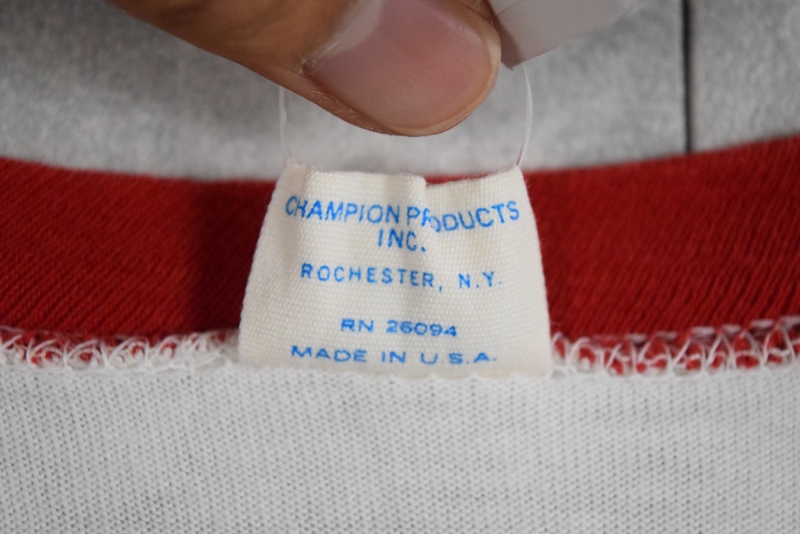 CHAMPION PRODUCTS
INC.
ROCHESTER, N.Y.
RN 26094
MADE IN U.S.A.